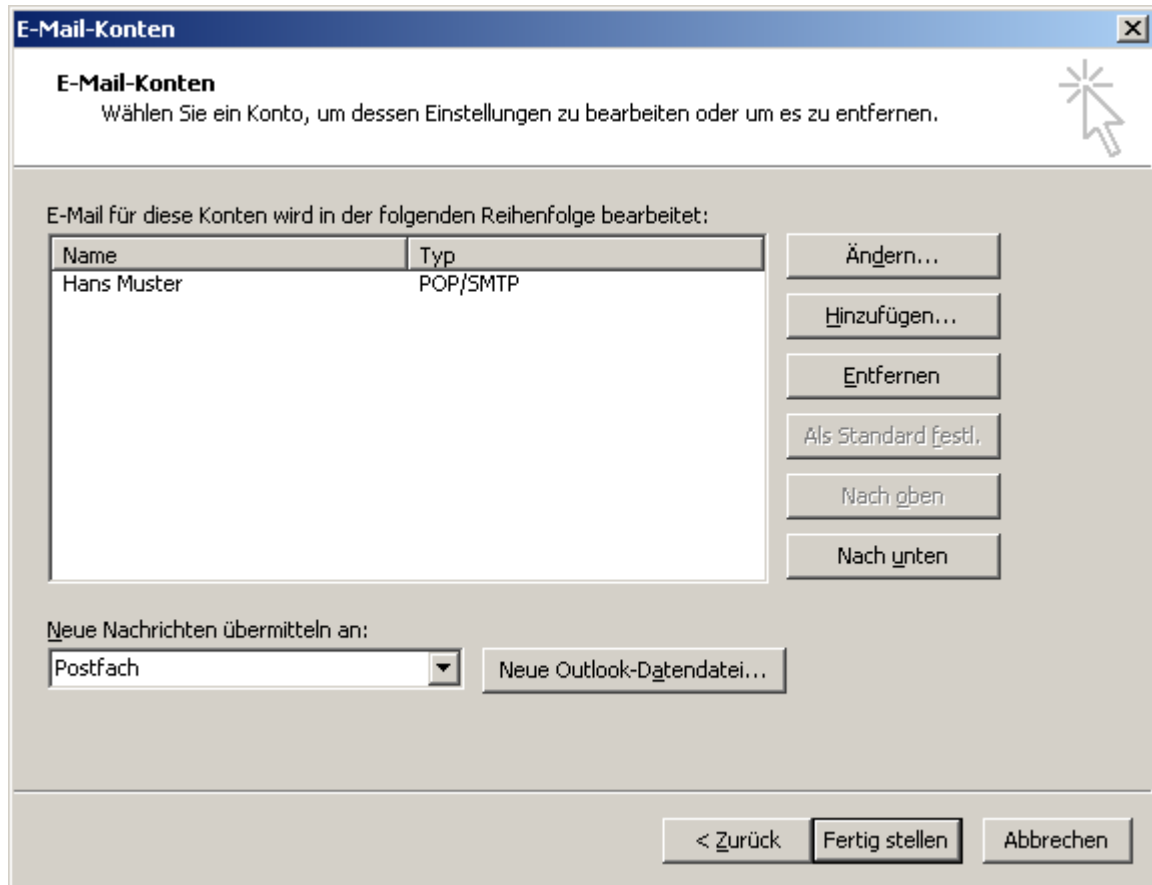 E-Mail-Konten
E-Mail-Konten
Wählen Sie ein Konto, um dessen Einstellungen zu bearbeiten oder um es zu entfernen.
E-Mail für diese Konten wird in der folgenden Reihenfolge bearbeitet:
Name Typ
Hans Muster POP/SMTP
Ändern...
Hinzufügen...
Entfernen
Als Standard festl.
Nach oben
Nach unten
Neue Nachrichten übermitteln an:
Postfach
Neue Outlook-Datendatei...
< Zurück Fertig stellen Abbrechen